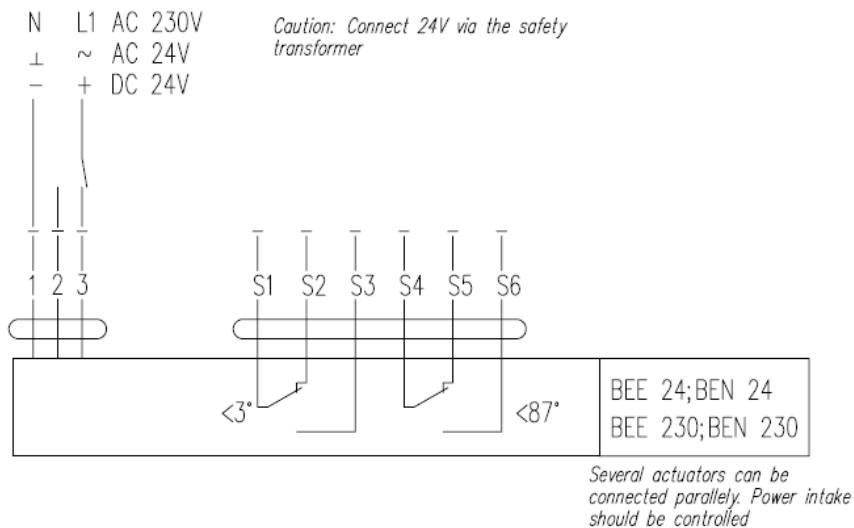 N L1 AC 230V
Caution: Connect 24V via the safety
transformer
⊥ ~ AC 24V
− + DC 24V
1 2 3 S1 S2 S3 S4 S5 S6
<3° <87°
BEE 24;BEN 24
BEE 230;BEN 230
Several actuators can be
connected parallely. Power intake
should be controlled